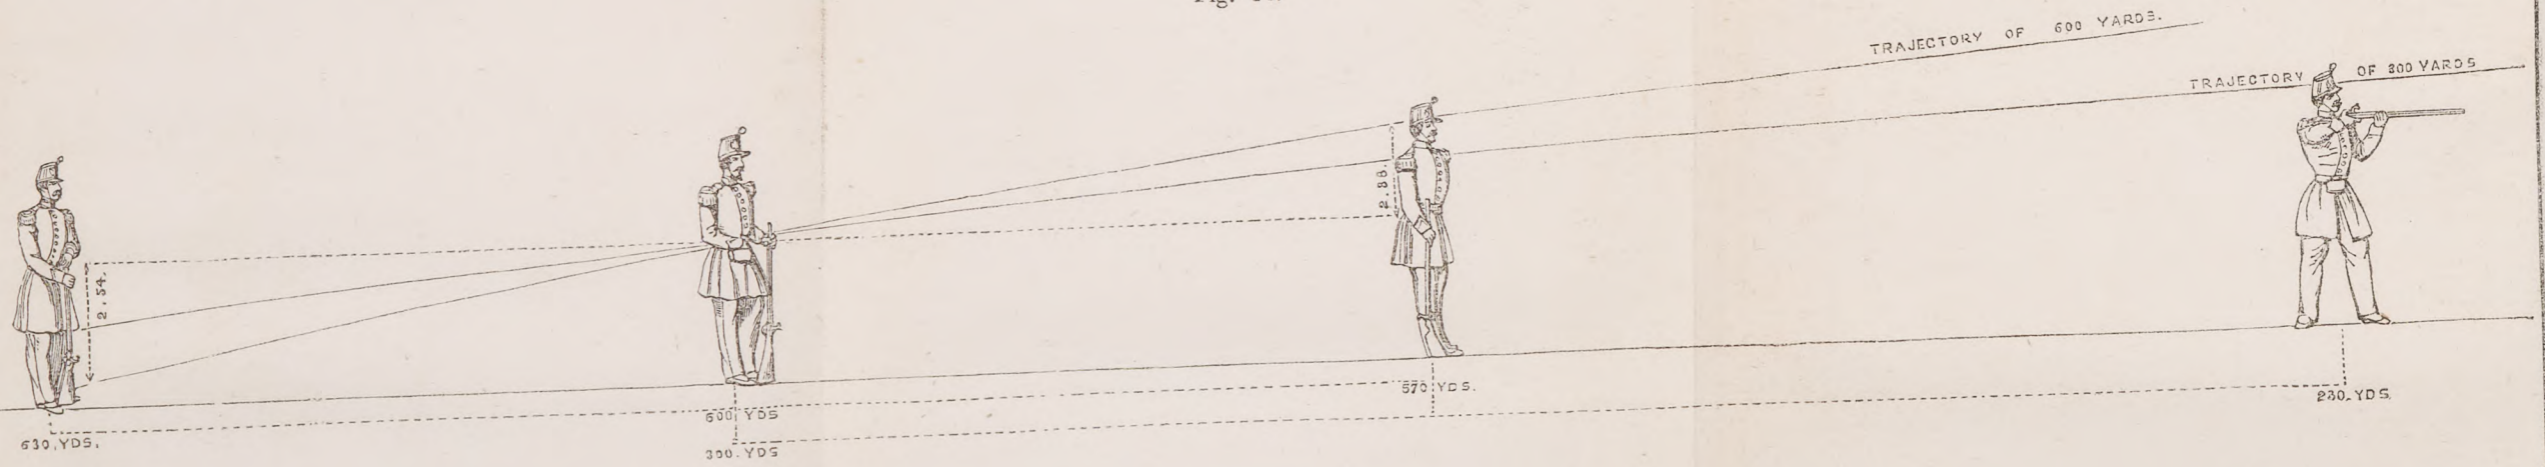 TRAJECTORY OF 600 YARDS.
TRAJECTORY OF 300 YARDS
2.38.
2.54.
570 YDS.
230. YDS.
600 YDS
630. YDS.
300. YDS